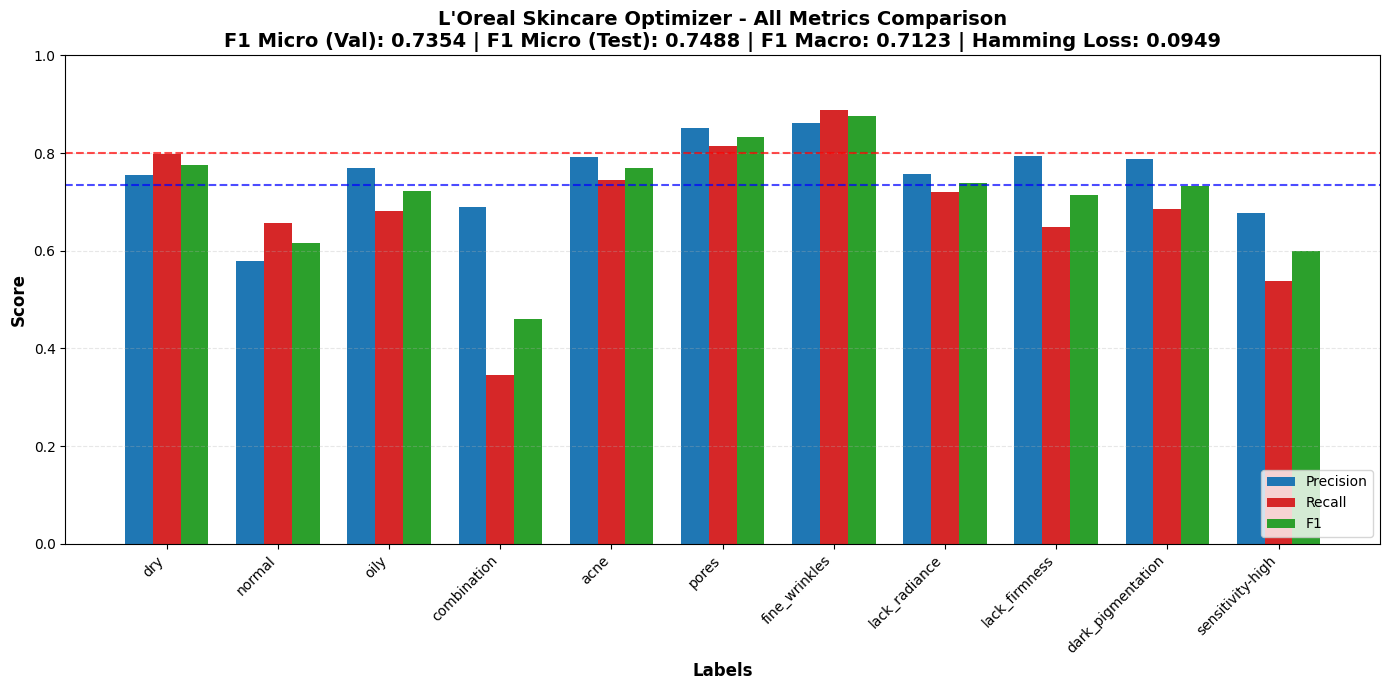 L'Oreal Skincare Optimizer - All Metrics Comparison
F1 Micro (Val): 0.7354 | F1 Micro (Test): 0.7488 | F1 Macro: 0.7123 | Hamming Loss: 0.0949
1.0
0.8
0.6
0.4
0.2
0.0
Score
Precision
Recall
F1
dry
normal
oily
combination
acne
pores
fine_wrinkles
lack_radiance
lack_firmness
dark_pigmentation
sensitivity-high
Labels